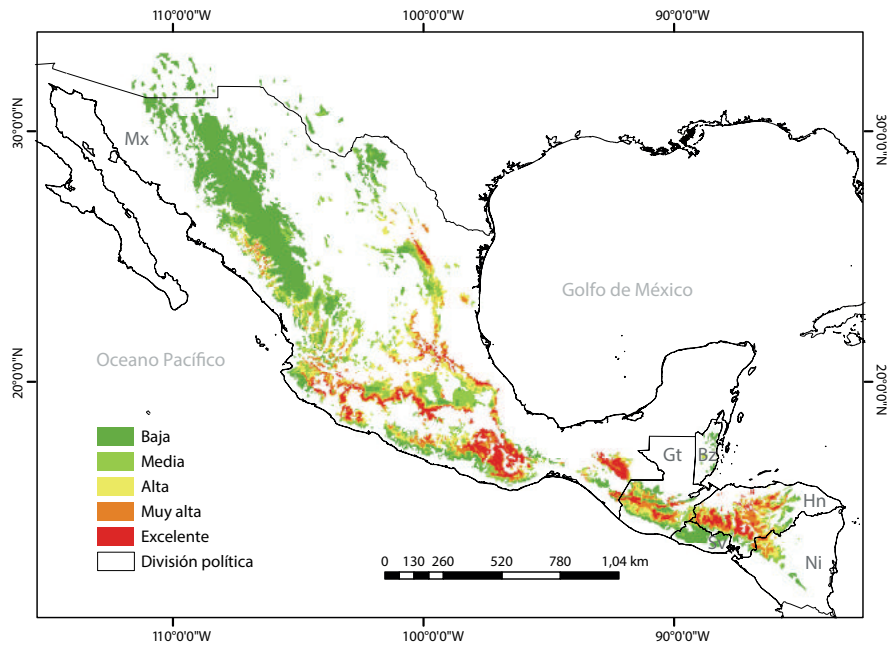 110°0'0"W 100°0'0"W 90°0'0"W
30°0'0"N
30°0'0"N
Mx
Golfo de México
Oceano Pacífico
20°0'0"N
20°0'0"N
Baja
Media
Alta
Muy alta
Excelente
División política
Gt
Bz
Hn
Ni
0 130 260 520 780 1,04 km
110°0'0"W 100°0'0"W 90°0'0"W